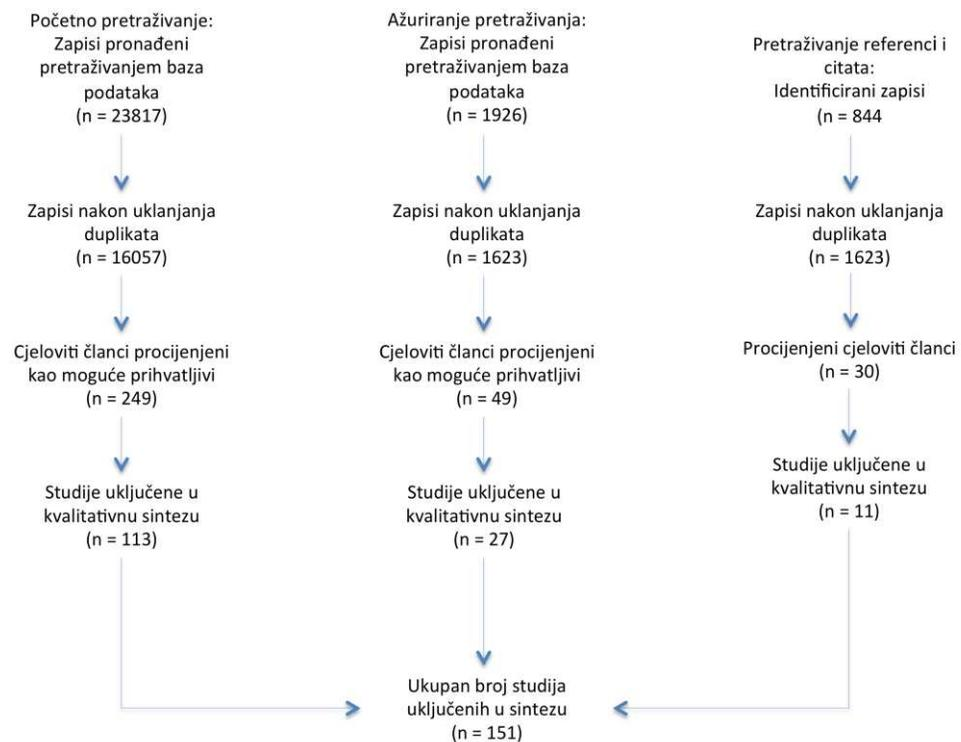 Početno pretraživanje:
Zapisi pronađeni
pretraživanjem baza
podataka
(n = 23817)
Zapisi nakon uklanjanja
duplikata
(n = 16057)
Cjeloviti članci procijenjeni
kao moguće prihvatljivi
(n = 249)
Studije uključene u
kvalitativnu sintezu
(n = 113)
Ažuriranje pretraživanja:
Zapisi pronađeni
pretraživanjem baza
podataka
(n = 1926)
Zapisi nakon uklanjanja
duplikata
(n = 1623)
Cjeloviti članci procijenjeni
kao moguće prihvatljivi
(n = 49)
Studije uključene u
kvalitativnu sintezu
(n = 27)
Pretraživanje referenci i
citata:
Identificirani zapisi
(n = 844
Zapisi nakon uklanjanja
duplikata
(n = 1623)
Procijenjeni cjeloviti članci
(n = 30)
Studije uključene u
kvalitativnu sintezu
(n = 11)
Ukupan broj studija
uključenih u sintezu
(n = 151)